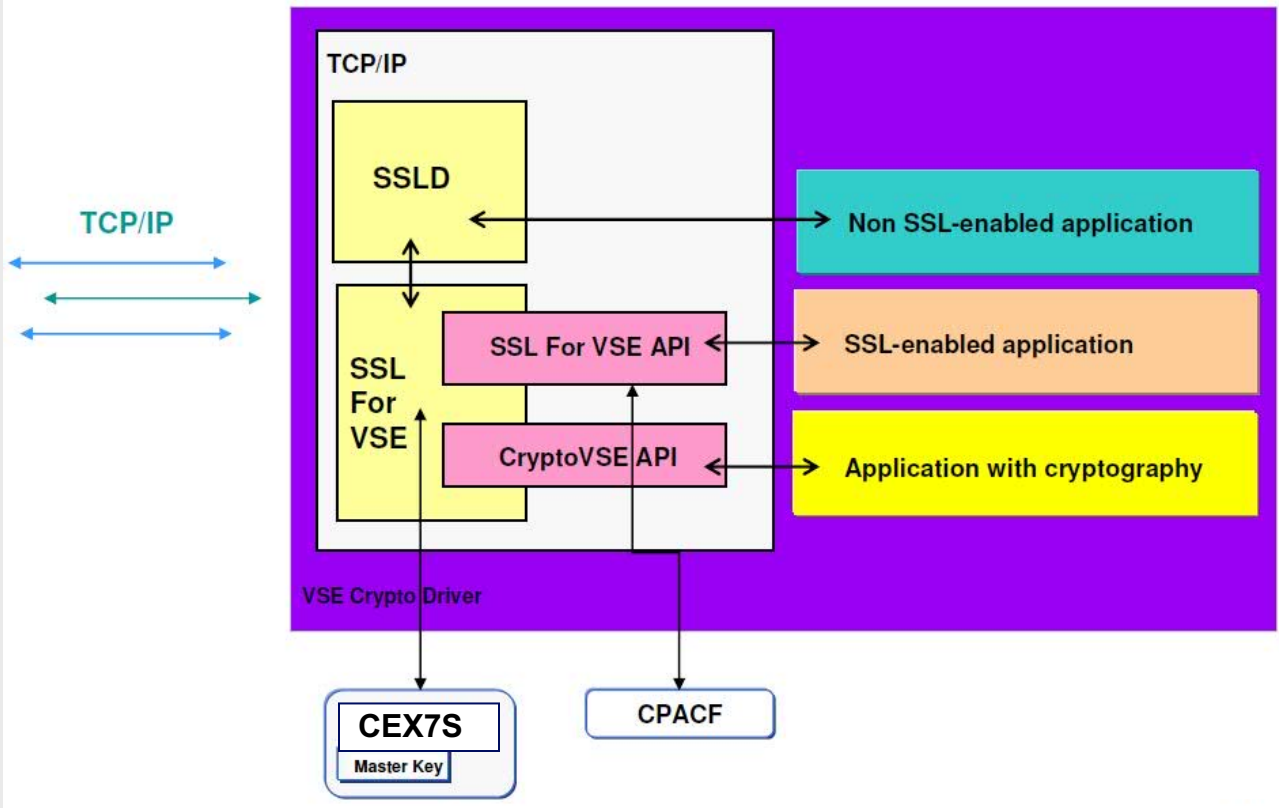 TCP/IP
TCP/IP
SSLD
Non SSL-enabled application
SSL For VSE API
SSL-enabled application
SSL
For
VSE
CryptoVSE API
Application with cryptography
VSE Crypto Driver
CEX7S
Master Key
CPACF